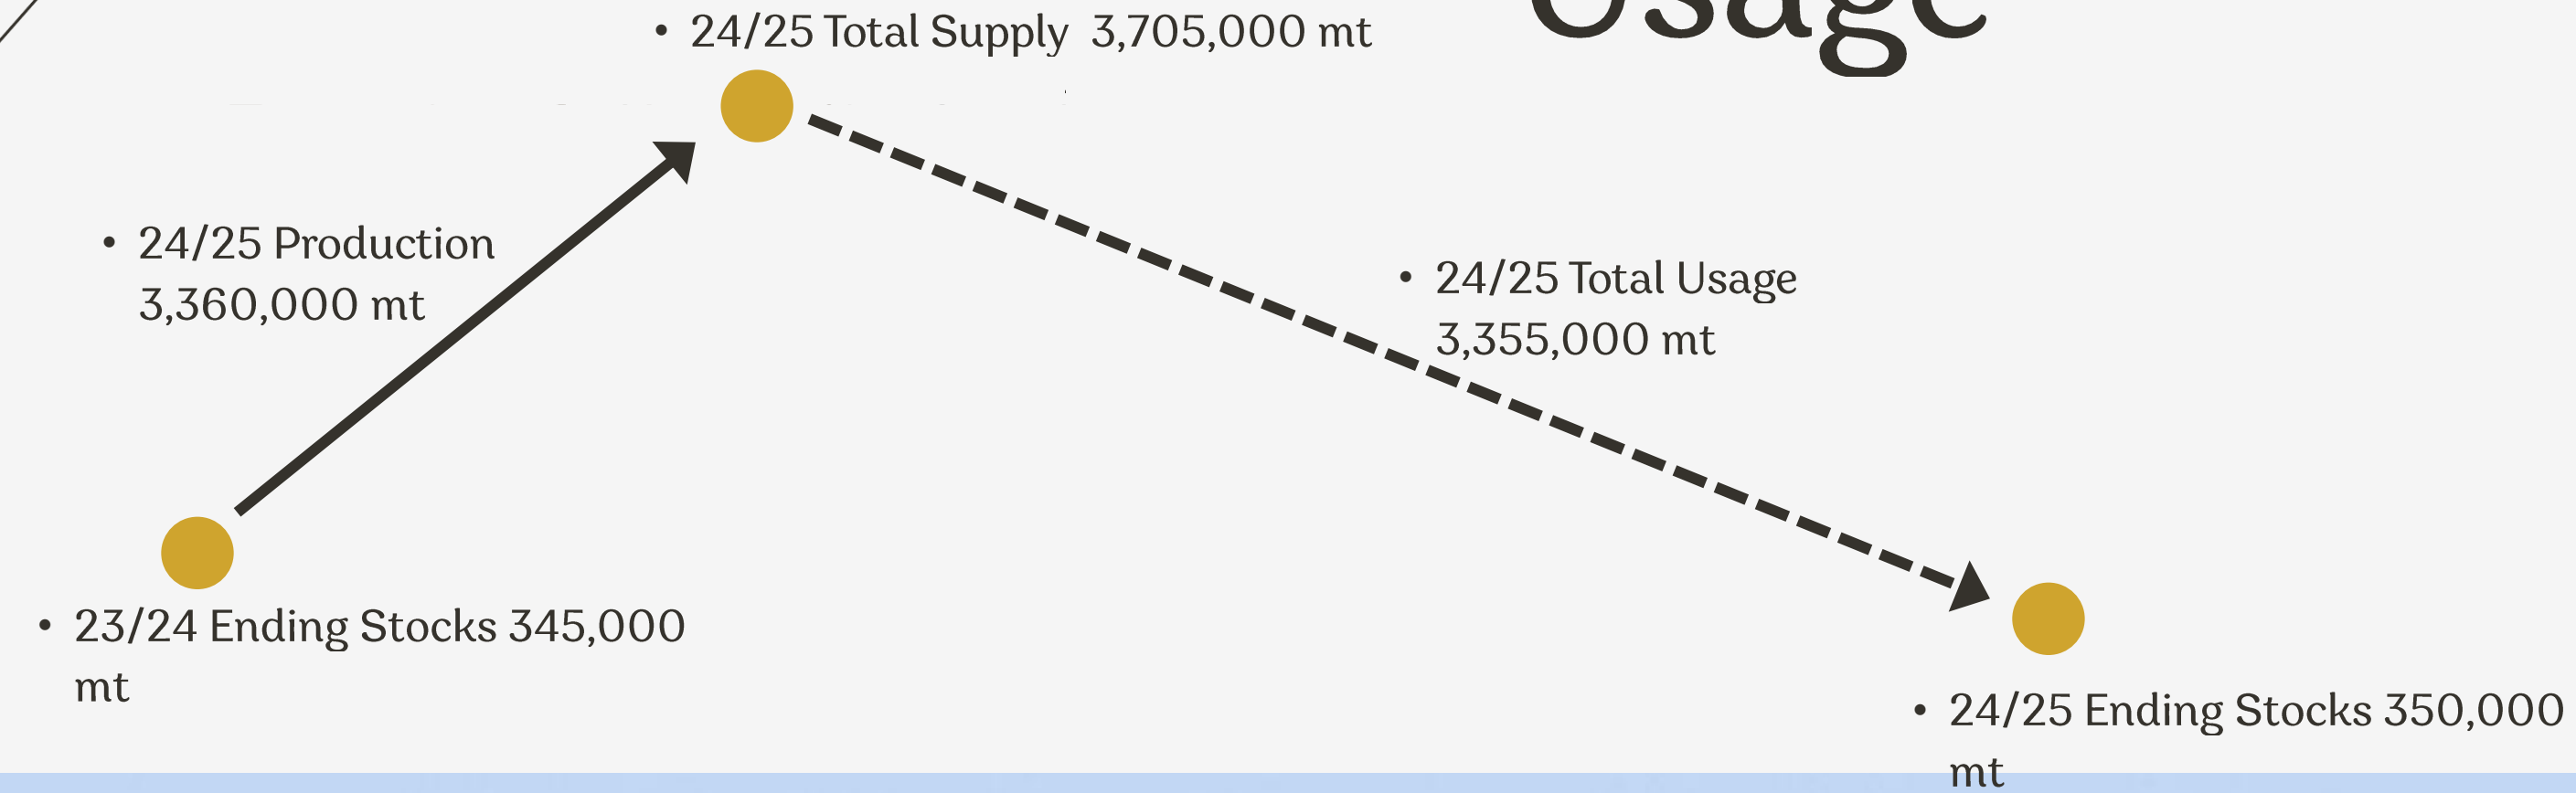 • 24/25 Total Supply 3,705,000 mt
Usage
• 24/25 Production
3,360,000 mt
• 24/25 Total Usage
3,355,000 mt
• 23/24 Ending Stocks 345,000
mt
• 24/25 Ending Stocks 350,000
mt